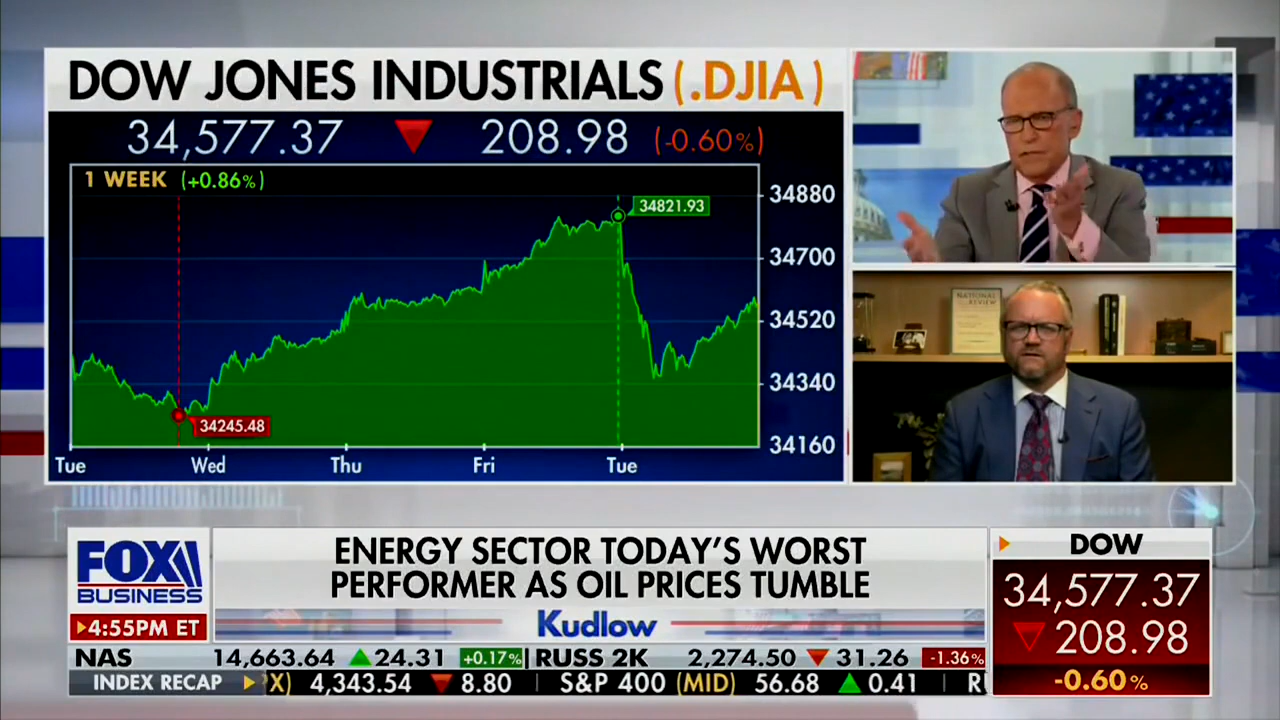 DOW JONES INDUSTRIALS (.DJIA)
34,577.37 ▼ 208.98 (-0.60%)
1 WEEK (+0.86%)
34821.93
34245.48
34880
34700
34520
34340
34160
Tue Wed Thu Fri Tue
NATIONAL
REVIEW
FOX
BUSINESS
4:55PM ET
ENERGY SECTOR TODAY'S WORST
PERFORMER AS OIL PRICES TUMBLE
Kudlow
DOW
34,577.37
▼ 208.98
-0.60%
NAS 14,663.64 ▲ 24.31 +0.17% RUSS 2K 2,274.50 ▼ 31.26 -1.36%
INDEX RECAP X) 4,343.54 ▼ 8.80 | S&P 400 (MID) 56.68 ▲ 0.41 |